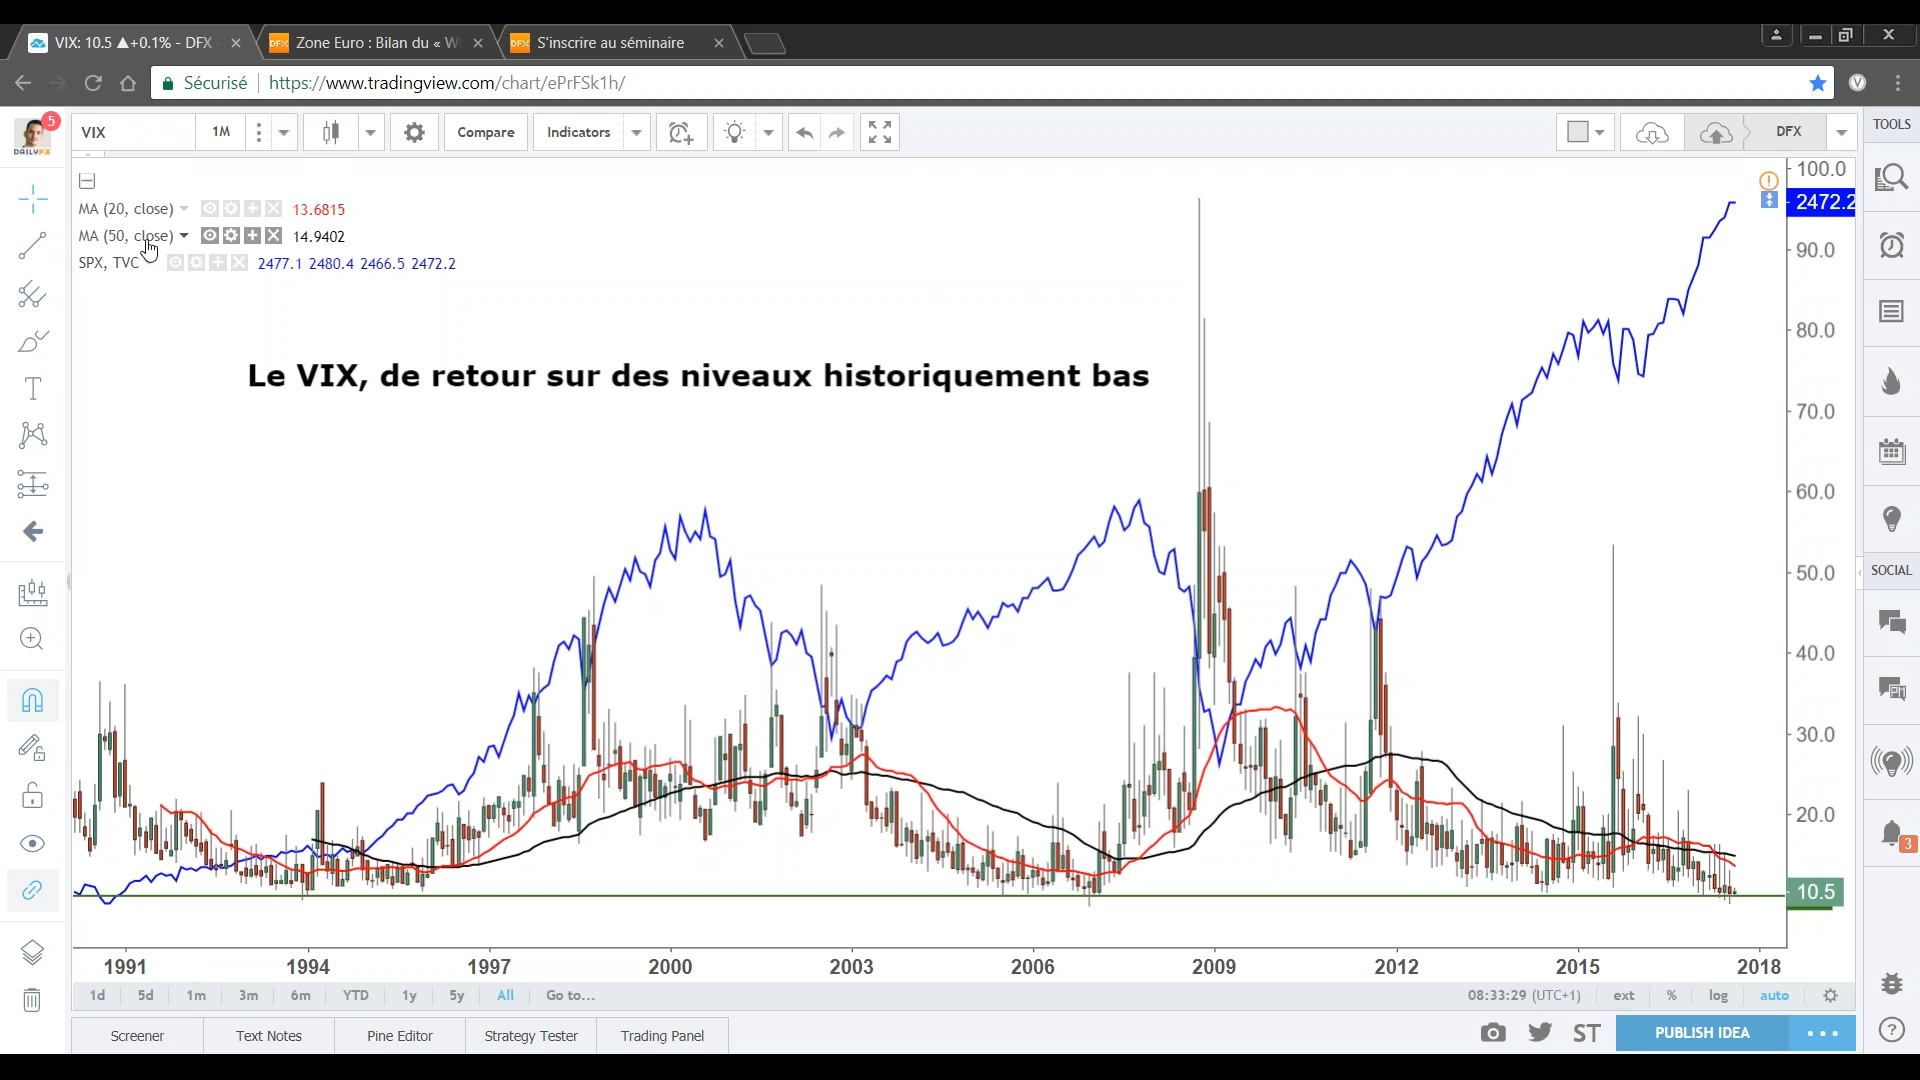 VIX: 10.5 ▲+0.1% - DFX
Zone Euro : Bilan du « W
S'inscrire au séminaire
Sécurisé https://www.tradingview.com/chart/ePrFSk1h/
5
DAILYFX
VIX 1M Compare Indicators DFX TOOLS
MA (20, close) 13.6815
MA (50, close) 14.9402
SPX, TVC 2477.1 2480.4 2466.5 2472.2
Le VIX, de retour sur des niveaux historiquement bas
100.0
2472.2
90.0
80.0
70.0
60.0
50.0
40.0
30.0
20.0
10.5
SOCIAL
3
1991 1994 1997 2000 2003 2006 2009 2012 2015 2018
1d 5d 1m 3m 6m YTD 1y 5y All Go to... 08:33:29 (UTC+1) ext % log auto
Screener Text Notes Pine Editor Strategy Tester Trading Panel ST PUBLISH IDEA